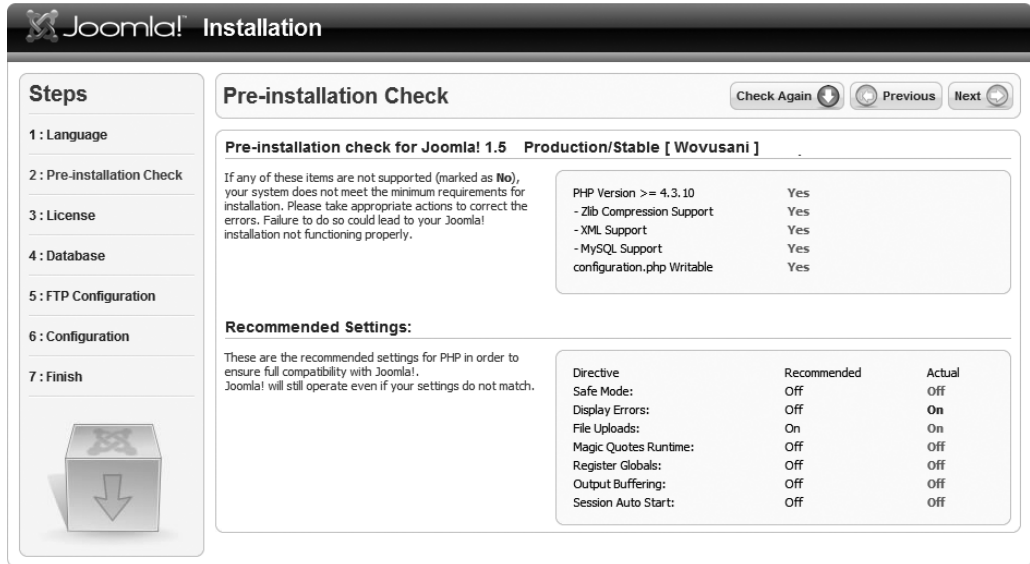 Joomla! Installation
Steps
1 : Language
2 : Pre-installation Check
3 : License
4 : Database
5 : FTP Configuration
6 : Configuration
7 : Finish
Pre-installation Check
Check Again
Previous
Next
Pre-installation check for Joomla! 1.5 Production/Stable [ Wovusani ]
If any of these items are not supported (marked as No),
your system does not meet the minimum requirements for
installation. Please take appropriate actions to correct the
errors. Failure to do so could lead to your Joomla!
installation not functioning properly.
PHP Version >= 4.3.10 Yes
- Zlib Compression Support Yes
- XML Support Yes
- MySQL Support Yes
configuration.php Writable Yes
Recommended Settings:
These are the recommended settings for PHP in order to
ensure full compatibility with Joomla!.
Joomla! will still operate even if your settings do not match.
Directive Recommended Actual
Safe Mode: Off Off
Display Errors: Off On
File Uploads: On On
Magic Quotes Runtime: Off Off
Register Globals: Off Off
Output Buffering: Off Off
Session Auto Start: Off Off